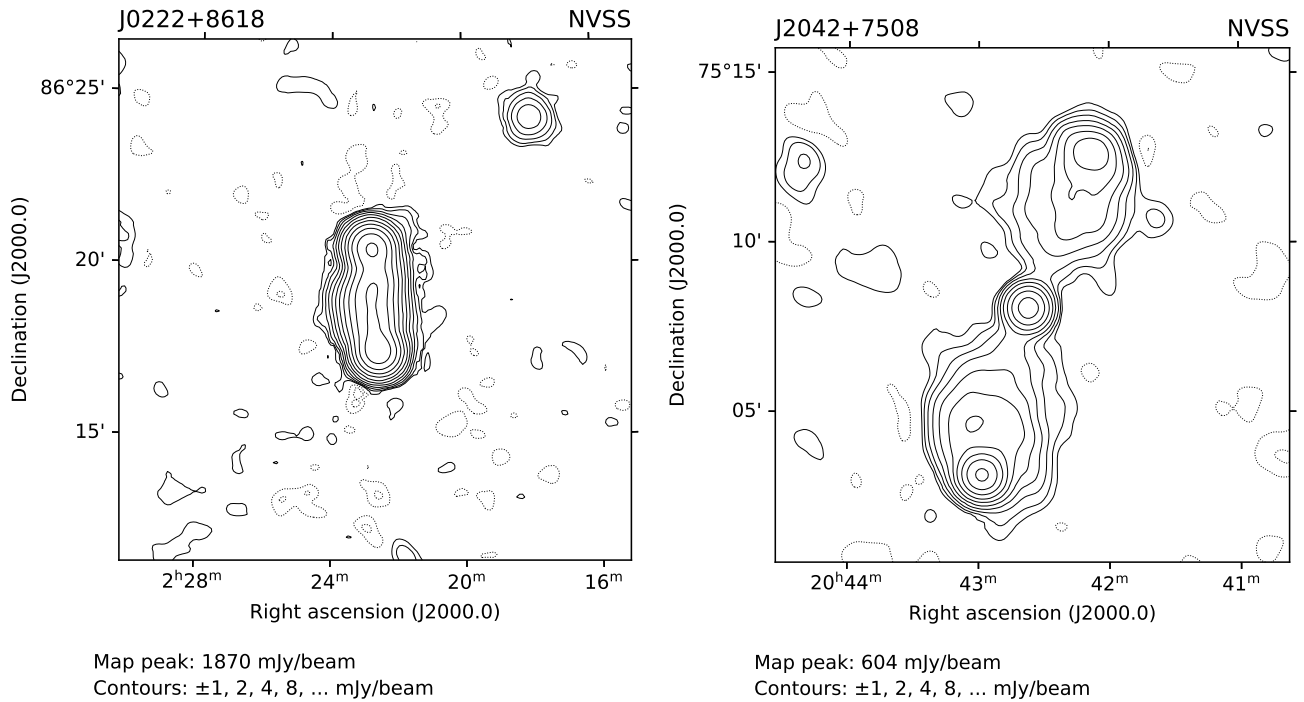 J0222+8618 NVSS
86°25'
20'
15'
Declination (J2000.0)
2ʰ28ᵐ 24ᵐ 20ᵐ 16ᵐ
Right ascension (J2000.0)
Map peak: 1870 mJy/beam
Contours: ±1, 2, 4, 8, ... mJy/beam
J2042+7508 NVSS
75°15'
10'
05'
Declination (J2000.0)
20ʰ44ᵐ 43ᵐ 42ᵐ 41ᵐ
Right ascension (J2000.0)
Map peak: 604 mJy/beam
Contours: ±1, 2, 4, 8, ... mJy/beam